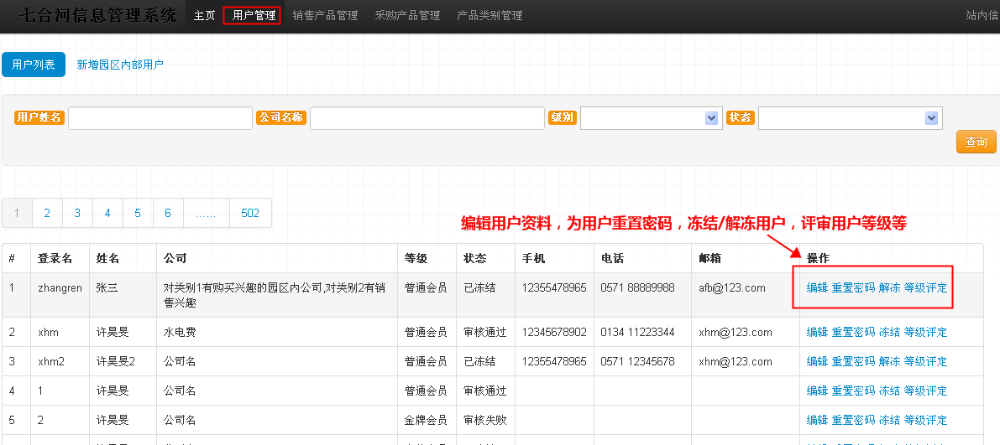 七台河信息管理系统 主页 用户管理 销售产品管理 采购产品管理 产品类别管理 站内信
用户列表 新增园区内部用户
用户姓名 公司名称 级别 状态
查询
1 2 3 4 5 6 ...... 502
编辑用户资料，为用户重置密码，冻结/解冻用户，评审用户等级等
# 登录名 姓名 公司 等级 状态 手机 电话 邮箱 操作
1 zhangren 张三 对类别1有购买兴趣的园区内公司,对类别2有销 普通会员 已冻结 12355478965 0571 88889988 afb@123.com 编辑 重置密码 解冻 等级评定
售兴趣
2 xhm 许昊旻 水电费 普通会员 审核通过 12345678902 0134 11223344 xhm@123.com 编辑 重置密码 冻结 等级评定
3 xhm2 许昊旻2 公司名 普通会员 已冻结 12355478965 0571 12345678 xhm@123.com 编辑 重置密码 解冻 等级评定
4 1 许昊旻 公司名 普通会员 审核通过 编辑 重置密码 冻结 等级评定
5 2 许昊旻 公司名 金牌会员 审核失败 编辑 重置密码 冻结 等级评定